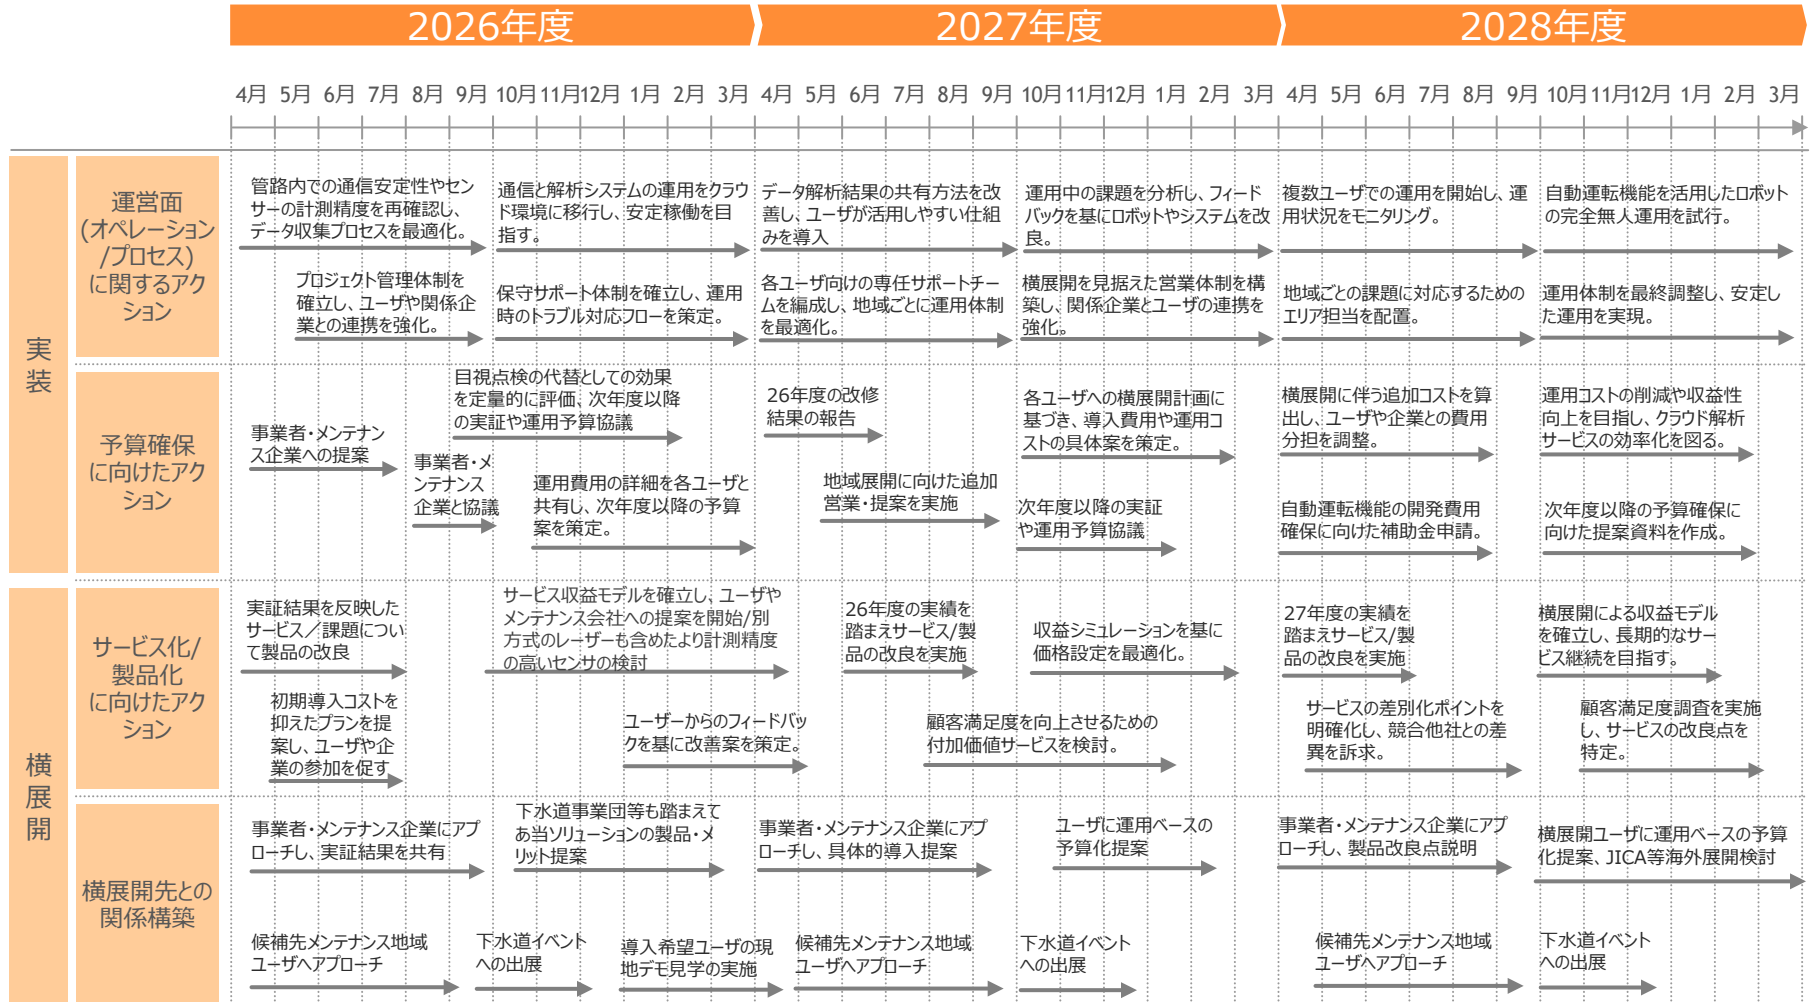 2026年度
2027年度
2028年度
4月 5月 6月 7月 8月 9月 10月 11月 12月 1月 2月 3月 4月 5月 6月 7月 8月 9月 10月 11月 12月 1月 2月 3月 4月 5月 6月 7月 8月 9月 10月 11月 12月 1月 2月 3月
実装
運営面
(オペレーション
/プロセス)
に関するアク
ション
管路内での通信安定性やセン
サーの計測精度を再確認し、
データ収集プロセスを最適化。
通信と解析システムの運用をクラウ
ド環境に移行し、安定稼働を目
指す。
データ解析結果の共有方法を改
善し、ユーザが活用しやすい仕組
みを導入
運用中の課題を分析し、フィード
バックを基にロボットやシステムを改
良。
複数ユーザでの運用を開始し、運
用状況をモニタリング。
自動運転機能を活用したロボット
の完全無人運用を試行。
プロジェクト管理体制を
確立し、ユーザや関係企
業との連携を強化。
保守サポート体制を確立し、運用
時のトラブル対応フローを策定。
各ユーザ向けの専任サポートチー
ムを編成し、地域ごとに運用体制
を最適化。
横展開を見据えた営業体制を構
築し、関係企業とユーザの連携を
強化。
地域ごとの課題に対応するための
エリア担当を配置。
運用体制を最終調整し、安定し
た運用を実現。
予算確保
に向けたアク
ション
事業者・メンテナン
ス企業への提案
目視点検の代替としての効果
を定量的に評価、次年度以降
の実証や運用予算協議
事業者・メ
ンテナンス
企業と協議
運用費用の詳細を各ユーザと
共有し、次年度以降の予算
案を策定。
26年度の改修
結果の報告
地域展開に向けた追加
営業・提案を実施
各ユーザへの横展開計画に
基づき、導入費用や運用コ
ストの具体案を策定。
次年度以降の実証
や運用予算協議
横展開に伴う追加コストを算
出し、ユーザや企業との費用
分担を調整。
自動運転機能の開発費用
確保に向けた補助金申請。
運用コストの削減や収益性
向上を目指し、クラウド解析
サービスの効率化を図る。
次年度以降の予算確保に
向けた提案資料を作成。
横展開
サービス化/
製品化
に向けたアク
ション
実証結果を反映した
サービス／課題につい
て製品の改良
初期導入コストを
抑えたプランを提
案し、ユーザや企
業の参加を促す
サービス収益モデルを確立し、ユーザや
メンテナンス会社への提案を開始/別
方式のレーザーも含めたより計測精度
の高いセンサの検討
ユーザーからのフィードバッ
クを基に改善案を策定。
26年度の実績を
踏まえサービス/製
品の改良を実施
顧客満足度を向上させるための
付加価値サービスを検討。
収益シミュレーションを基に
価格設定を最適化。
27年度の実績を
踏まえサービス/製
品の改良を実施
サービスの差別化ポイントを
明確化し、競合他社との差
異を訴求。
横展開による収益モデル
を確立し、長期的なサー
ビス継続を目指す。
顧客満足度調査を実施
し、サービスの改良点を
特定。
横展開先との
関係構築
事業者・メンテナンス企業にアプ
ローチし、実証結果を共有
下水道事業団等も踏まえて
あ当ソリューションの製品・メ
リット提案
事業者・メンテナンス企業にアプ
ローチし、具体的導入提案
ユーザに運用ベースの
予算化提案
事業者・メンテナンス企業にアプ
ローチし、製品改良点説明
横展開ユーザに運用ベースの予算
化提案、JICA等海外展開検討
候補先メンテナンス地域
ユーザへアプローチ
下水道イベント
への出展
導入希望ユーザの現
地デモ見学の実施
候補先メンテナンス地域
ユーザへアプローチ
下水道イベント
への出展
候補先メンテナンス地域
ユーザへアプローチ
下水道イベント
への出展